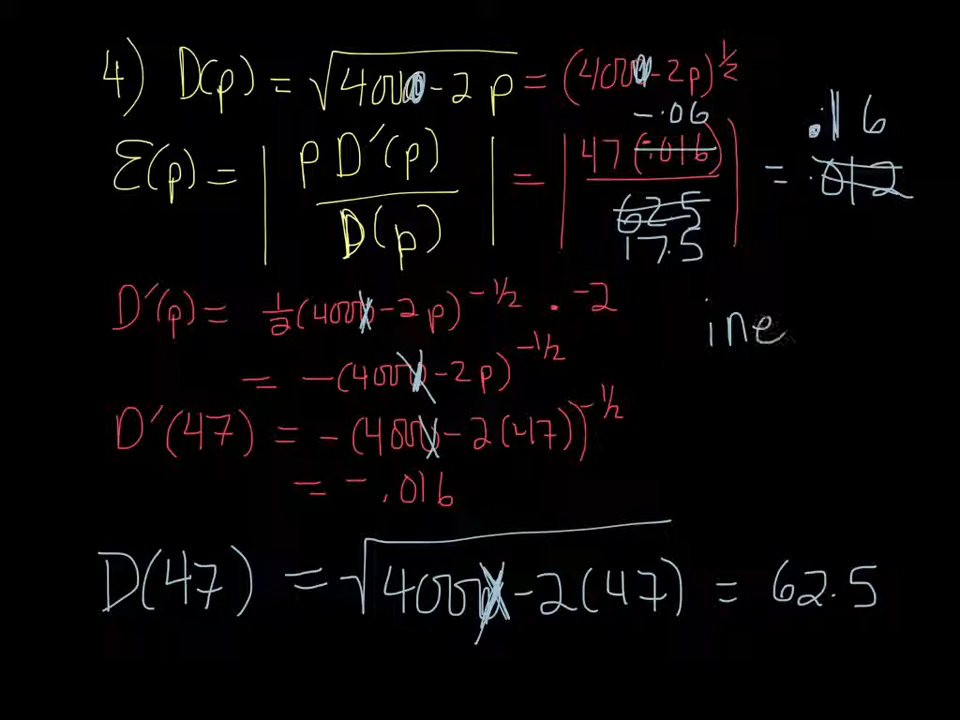 4) D(p) = √400-2p = (400-2p)^½
ε(p) = | pD'(p) / D(p) | = | 47(-.016) -.06 / 62.5 17.5 | = .012 .16
D'(p) = ½(400-2p)^-½ · -2
= -(400-2p)^-½
D'(47) = -(400-2(47))^-½
= -.016
ine
D(47) = √400-2(47) = 62.5